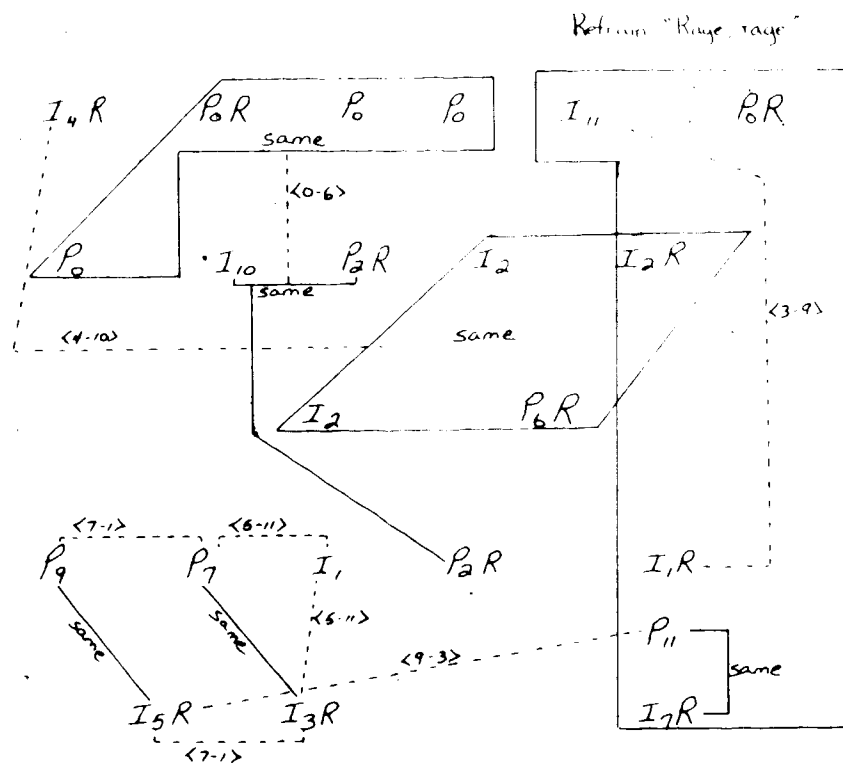 Refrain "Rage, rage"
I₄R P₀R P₀ P₀ I₁₁ P₀R
same
<0-6>
P₀ I₁₀ P₂R I₂ I₂R
same
<3-9>
<4-10> same
I₂ P₆R
<7-1> <6-11>
P₉ P₇ I₁ P₂R I₁R
same same <5-11>
P₁₁
<9-3> same
I₅R I₃R I₇R
<7-1>